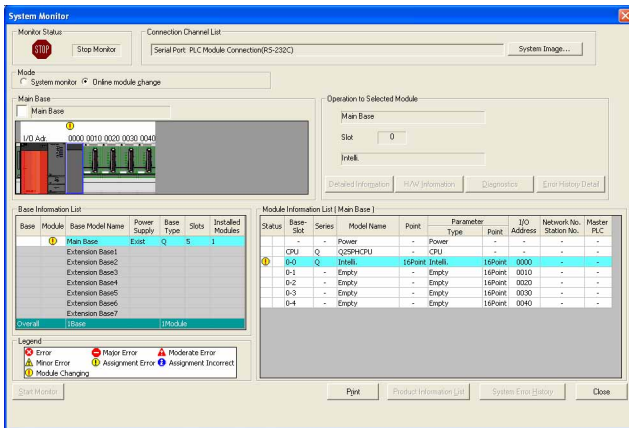 System Monitor
Monitor Status
STOP
Stop Monitor
Connection Channel List
Serial Port PLC Module Connection(RS-232C)
System Image...
Mode
System monitor Online module change
Main Base
Main Base
I/O Adr. 0000 0010 0020 0030 0040
Operation to Selected Module
Main Base
Slot 0
Intelli.
Detailed Information H/W Information Diagnostics Error History Detail
Base Information List
Base Module Base Model Name Power Supply Base Type Slots Installed Modules
Main Base Exist Q 5 1
Extension Base1
Extension Base2
Extension Base3
Extension Base4
Extension Base5
Extension Base6
Extension Base7
Overall 1Base 1Module
Module Information List ( Main Base )
Status Base-Slot Series Model Name Point Parameter Type Point I/O Address Network No. Station No. Master PLC
- - Power - Power - - - -
CPU Q Q25PHCPU - CPU - - - -
0-0 Q Intelli. 16Point Intelli. 16Point 0000 - -
0-1 - Empty - Empty 16Point 0010 - -
0-2 - Empty - Empty 16Point 0020 - -
0-3 - Empty - Empty 16Point 0030 - -
0-4 - Empty - Empty 16Point 0040 - -
Legend
Error Major Error Moderate Error
Minor Error Assignment Error Assignment Incorrect
Module Changing
Start Monitor Print Product Information List System Error History Close